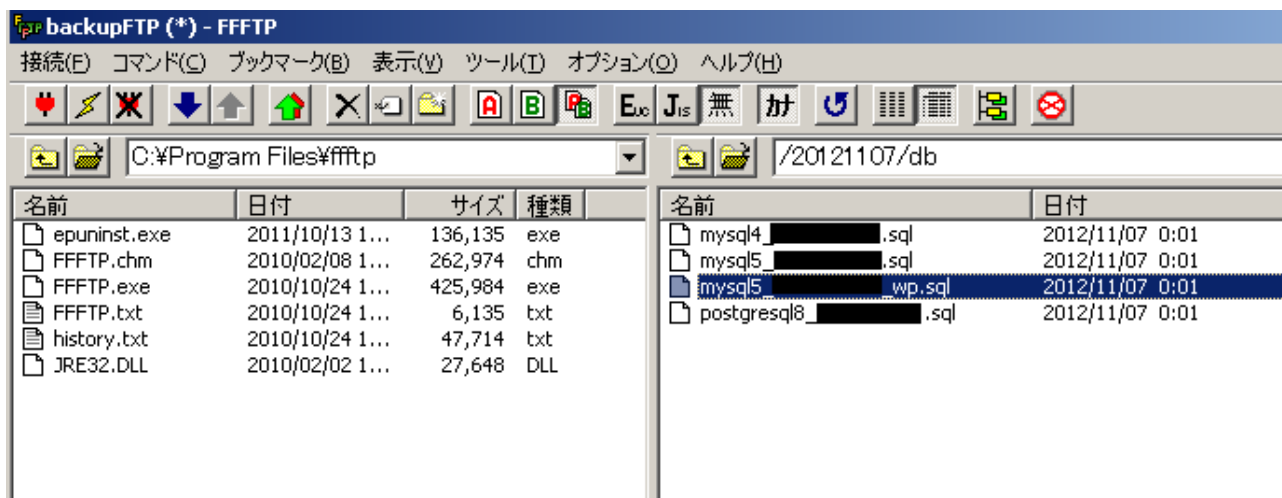 backupFTP (*) - FFFTP
接続(F) コマンド(C) ブックマーク(B) 表示(V) ツール(T) オプション(O) ヘルプ(H)
A B A B Euc Jis 無 カナ
C:¥Program Files¥ffftp
/20121107/db
名前 日付 サイズ 種類
epuninst.exe 2011/10/13 1... 136,135 exe
FFFTP.chm 2010/02/08 1... 262,974 chm
FFFTP.exe 2010/10/24 1... 425,984 exe
FFFTP.txt 2010/10/24 1... 6,135 txt
history.txt 2010/10/24 1... 47,714 txt
JRE32.DLL 2010/02/02 1... 27,648 DLL
名前 日付
mysql4_ .sql 2012/11/07 0:01
mysql5_ .sql 2012/11/07 0:01
mysql5_ _wp.sql 2012/11/07 0:01
postgresql8_ .sql 2012/11/07 0:01